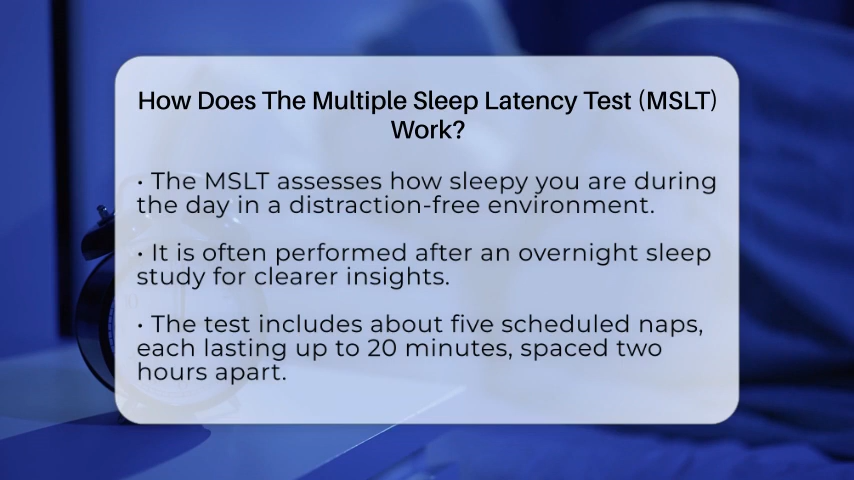 How Does The Multiple Sleep Latency Test (MSLT)
Work?
• The MSLT assesses how sleepy you are during
the day in a distraction-free environment.
• It is often performed after an overnight sleep
study for clearer insights.
• The test includes about five scheduled naps,
each lasting up to 20 minutes, spaced two
hours apart.